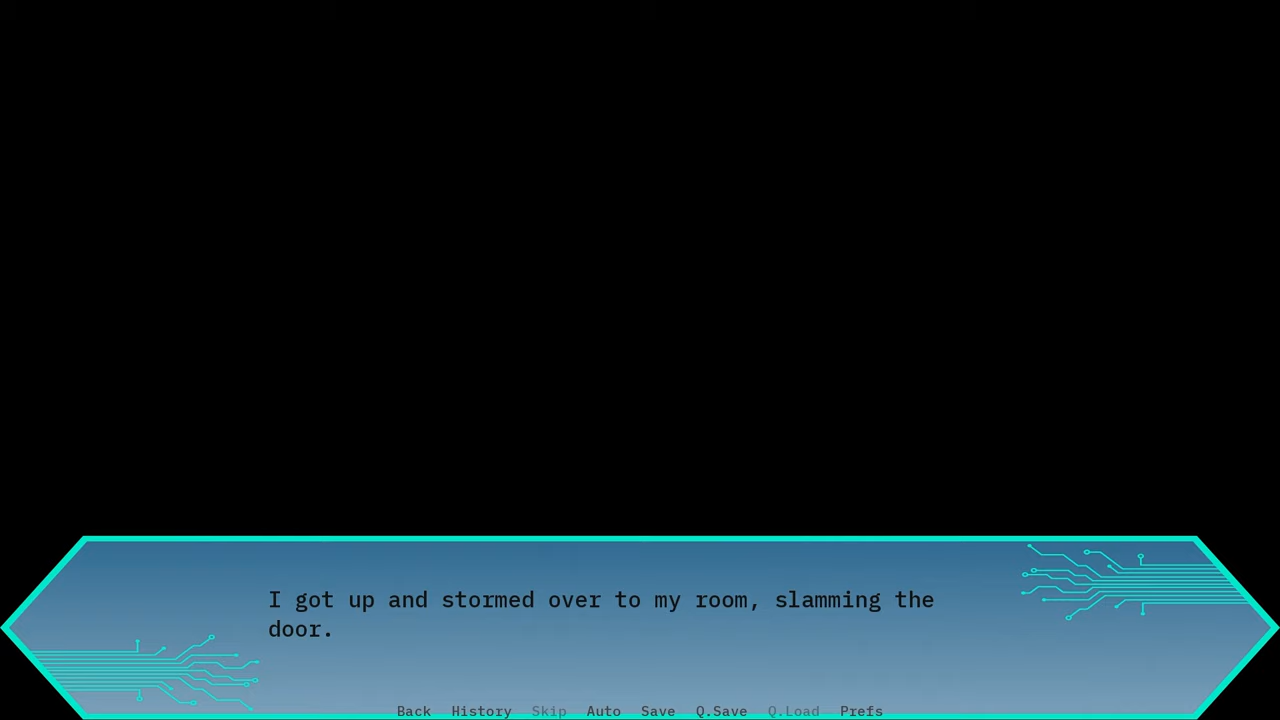 I got up and stormed over to my room, slamming the
door.
Back History Skip Auto Save Q.Save Q.Load Prefs